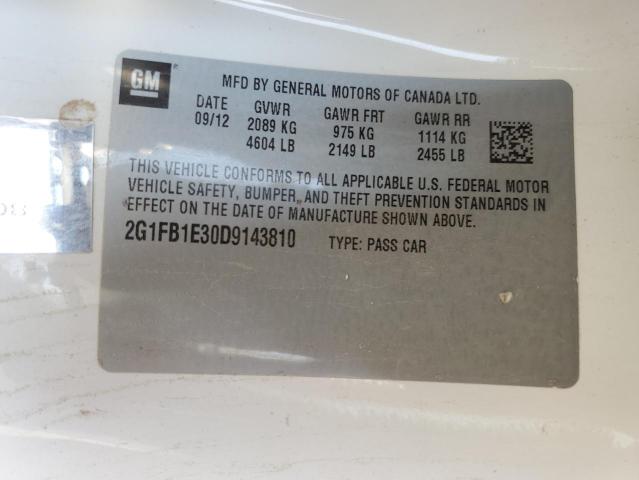 GM
MFD BY GENERAL MOTORS OF CANADA LTD.
DATE GVWR GAWR FRT GAWR RR
09/12 2089 KG 975 KG 1114 KG
4604 LB 2149 LB 2455 LB
THIS VEHICLE CONFORMS TO ALL APPLICABLE U.S. FEDERAL MOTOR
VEHICLE SAFETY, BUMPER, AND THEFT PREVENTION STANDARDS IN
EFFECT ON THE DATE OF MANUFACTURE SHOWN ABOVE.
2G1FB1E30D9143810 TYPE: PASS CAR